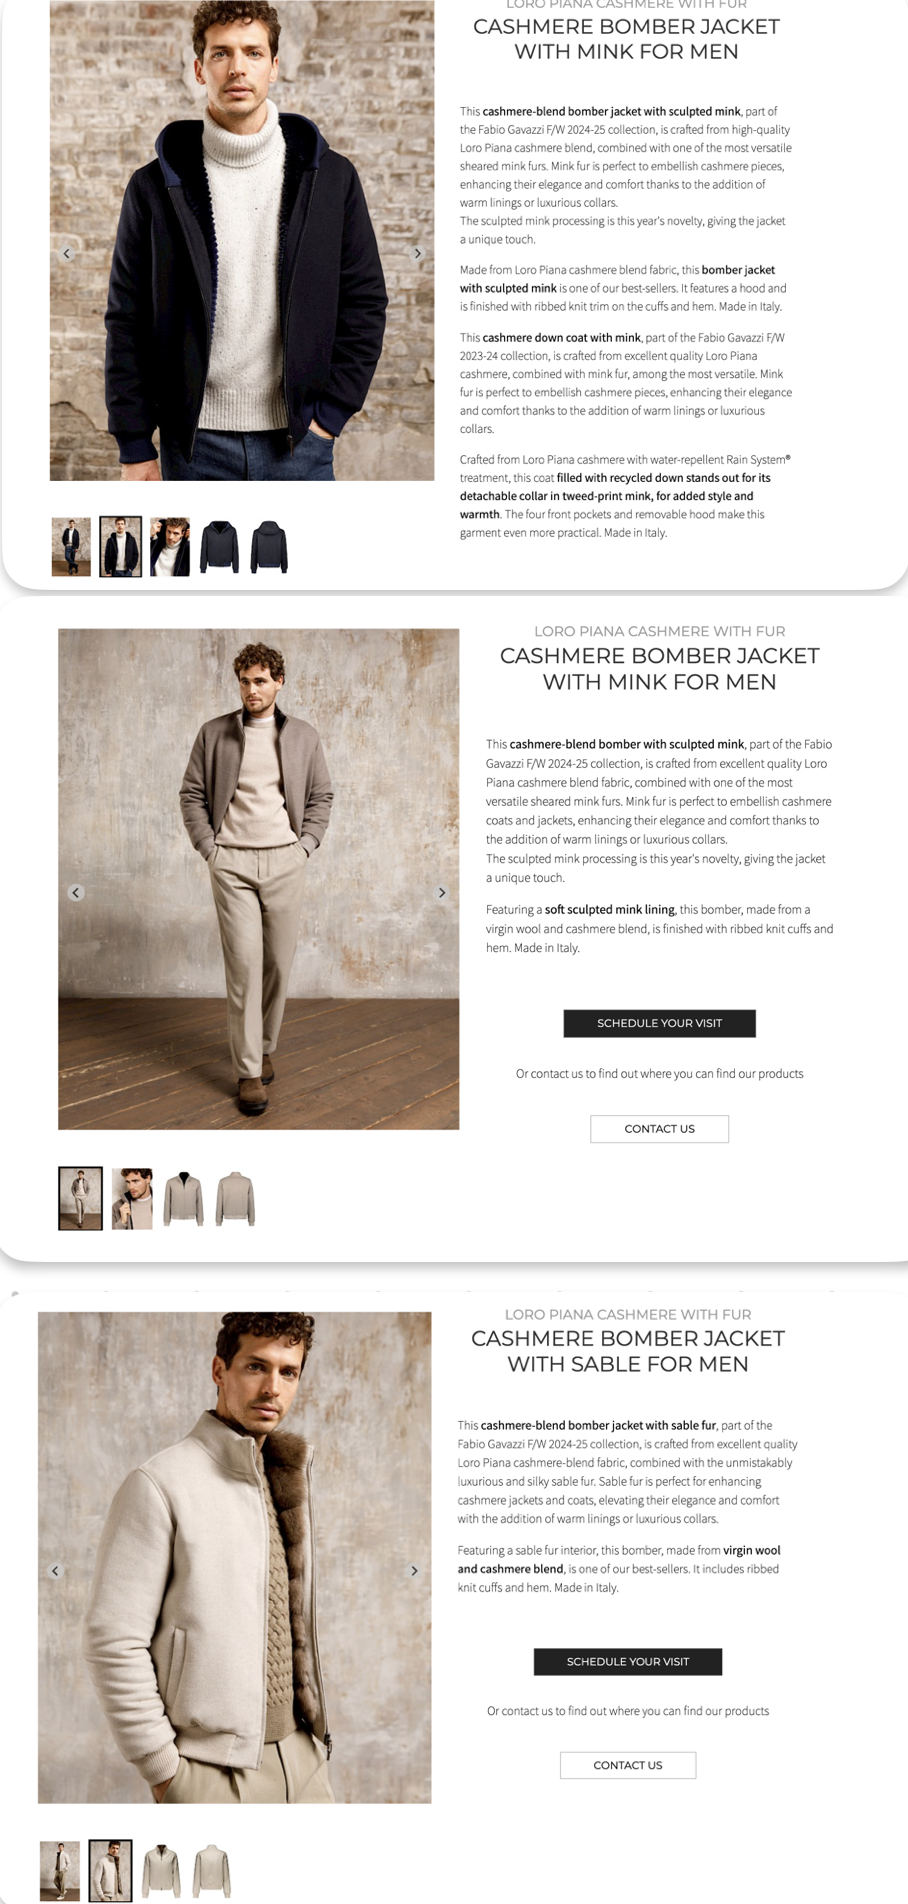 LORO PIANA CASHMERE WITH FUR
CASHMERE BOMBER JACKET
WITH MINK FOR MEN
This cashmere-blend bomber jacket with sculpted mink, part of
the Fabio Gavazzi F/W 2024-25 collection, is crafted from high-quality
Loro Piana cashmere blend, combined with one of the most versatile
sheared mink furs. Mink fur is perfect to embellish cashmere pieces,
enhancing their elegance and comfort thanks to the addition of
warm linings or luxurious collars.
The sculpted mink processing is this year's novelty, giving the jacket
a unique touch.
Made from Loro Piana cashmere blend fabric, this bomber jacket
with sculpted mink is one of our best-sellers. It features a hood and
is finished with ribbed knit trim on the cuffs and hem. Made in Italy.
This cashmere down coat with mink, part of the Fabio Gavazzi F/W
2023-24 collection, is crafted from excellent quality Loro Piana
cashmere, combined with mink fur, among the most versatile. Mink
fur is perfect to embellish cashmere pieces, enhancing their elegance
and comfort thanks to the addition of warm linings or luxurious
collars.
Crafted from Loro Piana cashmere with water-repellent Rain System®
treatment, this coat filled with recycled down stands out for its
detachable collar in tweed-print mink, for added style and
warmth. The four front pockets and removable hood make this
garment even more practical. Made in Italy.
LORO PIANA CASHMERE WITH FUR
CASHMERE BOMBER JACKET
WITH MINK FOR MEN
This cashmere-blend bomber with sculpted mink, part of the Fabio
Gavazzi F/W 2024-25 collection, is crafted from excellent quality Loro
Piana cashmere blend fabric, combined with one of the most
versatile sheared mink furs. Mink fur is perfect to embellish cashmere
coats and jackets, enhancing their elegance and comfort thanks to
the addition of warm linings or luxurious collars.
The sculpted mink processing is this year's novelty, giving the jacket
a unique touch.
Featuring a soft sculpted mink lining, this bomber, made from a
virgin wool and cashmere blend, is finished with ribbed knit cuffs and
hem. Made in Italy.
SCHEDULE YOUR VISIT
Or contact us to find out where you can find our products
CONTACT US
LORO PIANA CASHMERE WITH FUR
CASHMERE BOMBER JACKET
WITH SABLE FOR MEN
This cashmere-blend bomber jacket with sable fur, part of the
Fabio Gavazzi F/W 2024-25 collection, is crafted from excellent quality
Loro Piana cashmere-blend fabric, combined with the unmistakably
luxurious and silky sable fur. Sable fur is perfect for enhancing
cashmere jackets and coats, elevating their elegance and comfort
with the addition of warm linings or luxurious collars.
Featuring a sable fur interior, this bomber, made from virgin wool
and cashmere blend, is one of our best-sellers. It includes ribbed
knit cuffs and hem. Made in Italy.
SCHEDULE YOUR VISIT
Or contact us to find out where you can find our products
CONTACT US